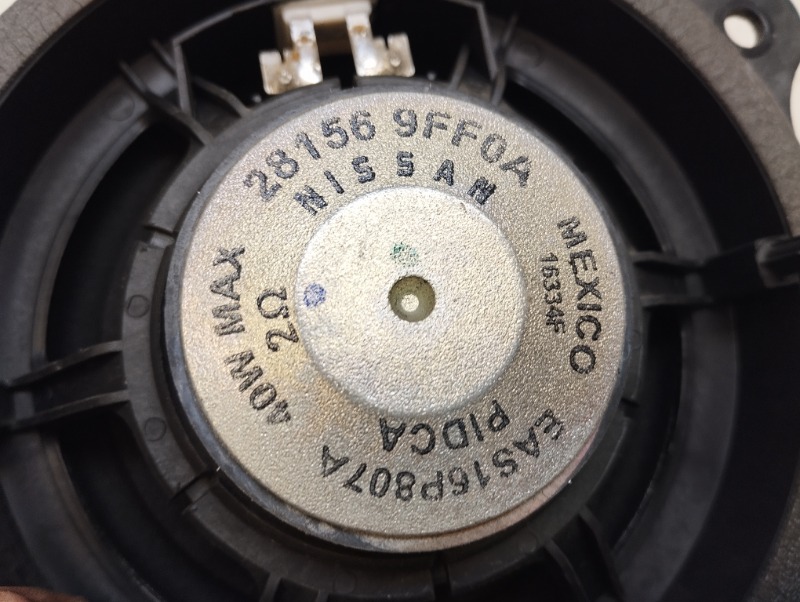 28156 9FF0A
NISSAN
MEXICO
16334F
EAS16P807A
PIDCA
40W MAX
2Ω